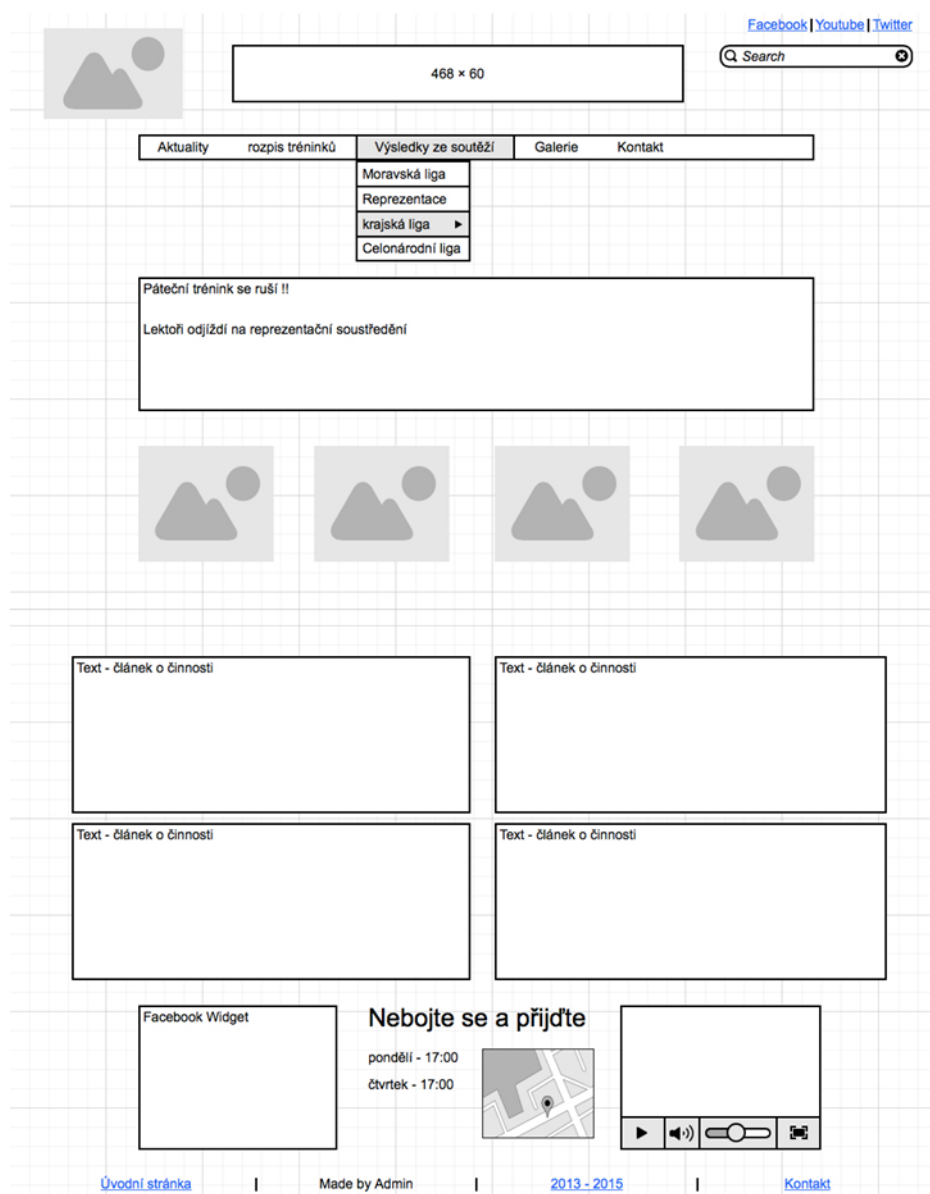 Facebook | Youtube | Twitter
Search
468 × 60
Aktuality rozpis tréninků Výsledky ze soutěží Galerie Kontakt
Moravská liga
Reprezentace
krajská liga
Celonárodní liga
Páteční trénink se ruší !!
Lektoři odjíždí na reprezentační soustředění
Text - článek o činnosti
Text - článek o činnosti
Text - článek o činnosti
Text - článek o činnosti
Facebook Widget
Nebojte se a přijďte
pondělí - 17:00
čtvrtek - 17:00
Úvodní stránka | Made by Admin | 2013 - 2015 | Kontakt